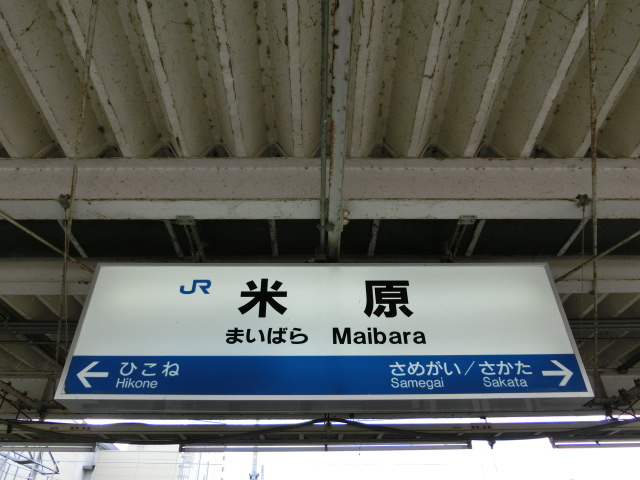 JR 米原
まいばら Maibara
← ひこね さめがい/さかた →
Hikone Samegai Sakata